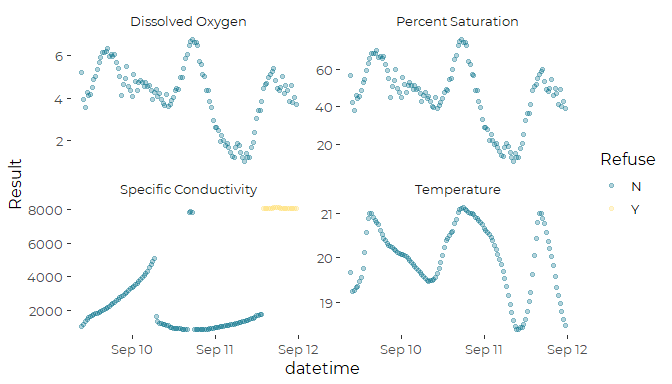 Dissolved Oxygen
Percent Saturation
6
4
2
60
40
20
Result
Specific Conductivity
Temperature
8000
6000
4000
2000
21
20
19
Sep 10 Sep 11 Sep 12
Sep 10 Sep 11 Sep 12
datetime
Refuse
N
Y